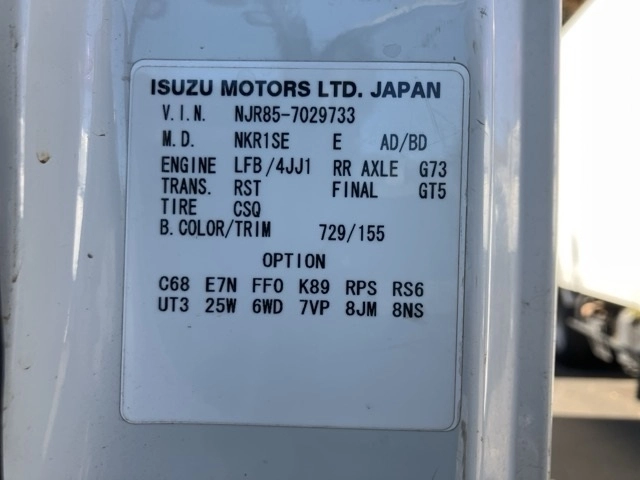 ISUZU MOTORS LTD. JAPAN
V.I.N. NJR85-7029733
M.D. NKR1SE E AD/BD
ENGINE LFB/4JJ1 RR AXLE G73
TRANS. RST FINAL GT5
TIRE CSQ
B.COLOR/TRIM 729/155
OPTION
C68 E7N FF0 K89 RPS RS6
UT3 25W 6WD 7VP 8JM 8NS